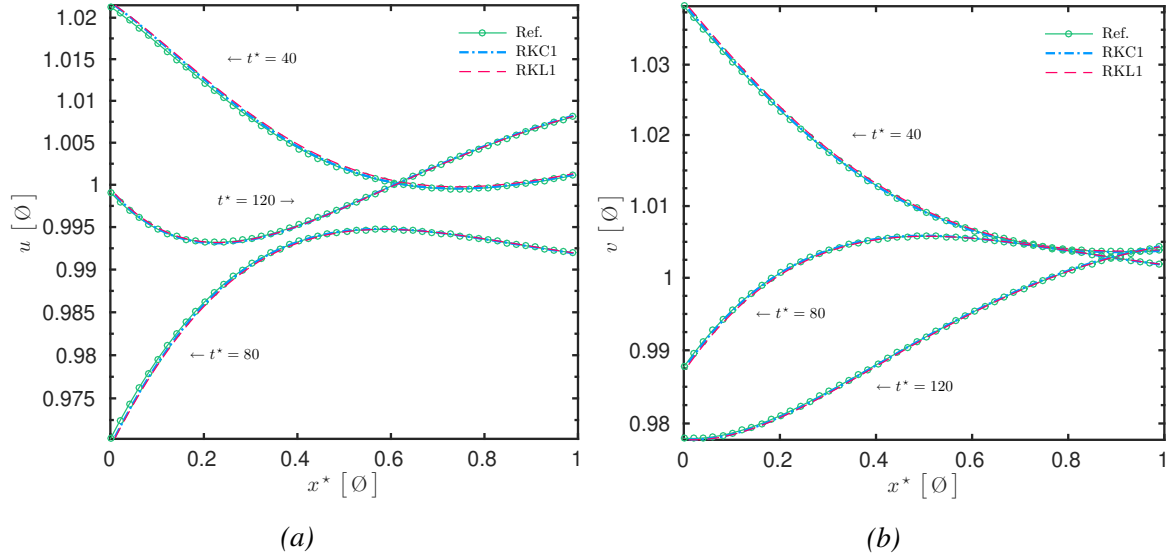 1.02
1.015
1.01
1.005
1
0.995
0.99
0.985
0.98
0.975
u [Ø]
0
0.2
0.4
0.6
0.8
1
x⋆ [Ø]
Ref.
RKC1
RKL1
← t⋆ = 40
t⋆ = 120 →
← t⋆ = 80
(a)
1.03
1.02
1.01
1
0.99
0.98
v [Ø]
0
0.2
0.4
0.6
0.8
1
x⋆ [Ø]
Ref.
RKC1
RKL1
← t⋆ = 40
← t⋆ = 80
← t⋆ = 120
(b)